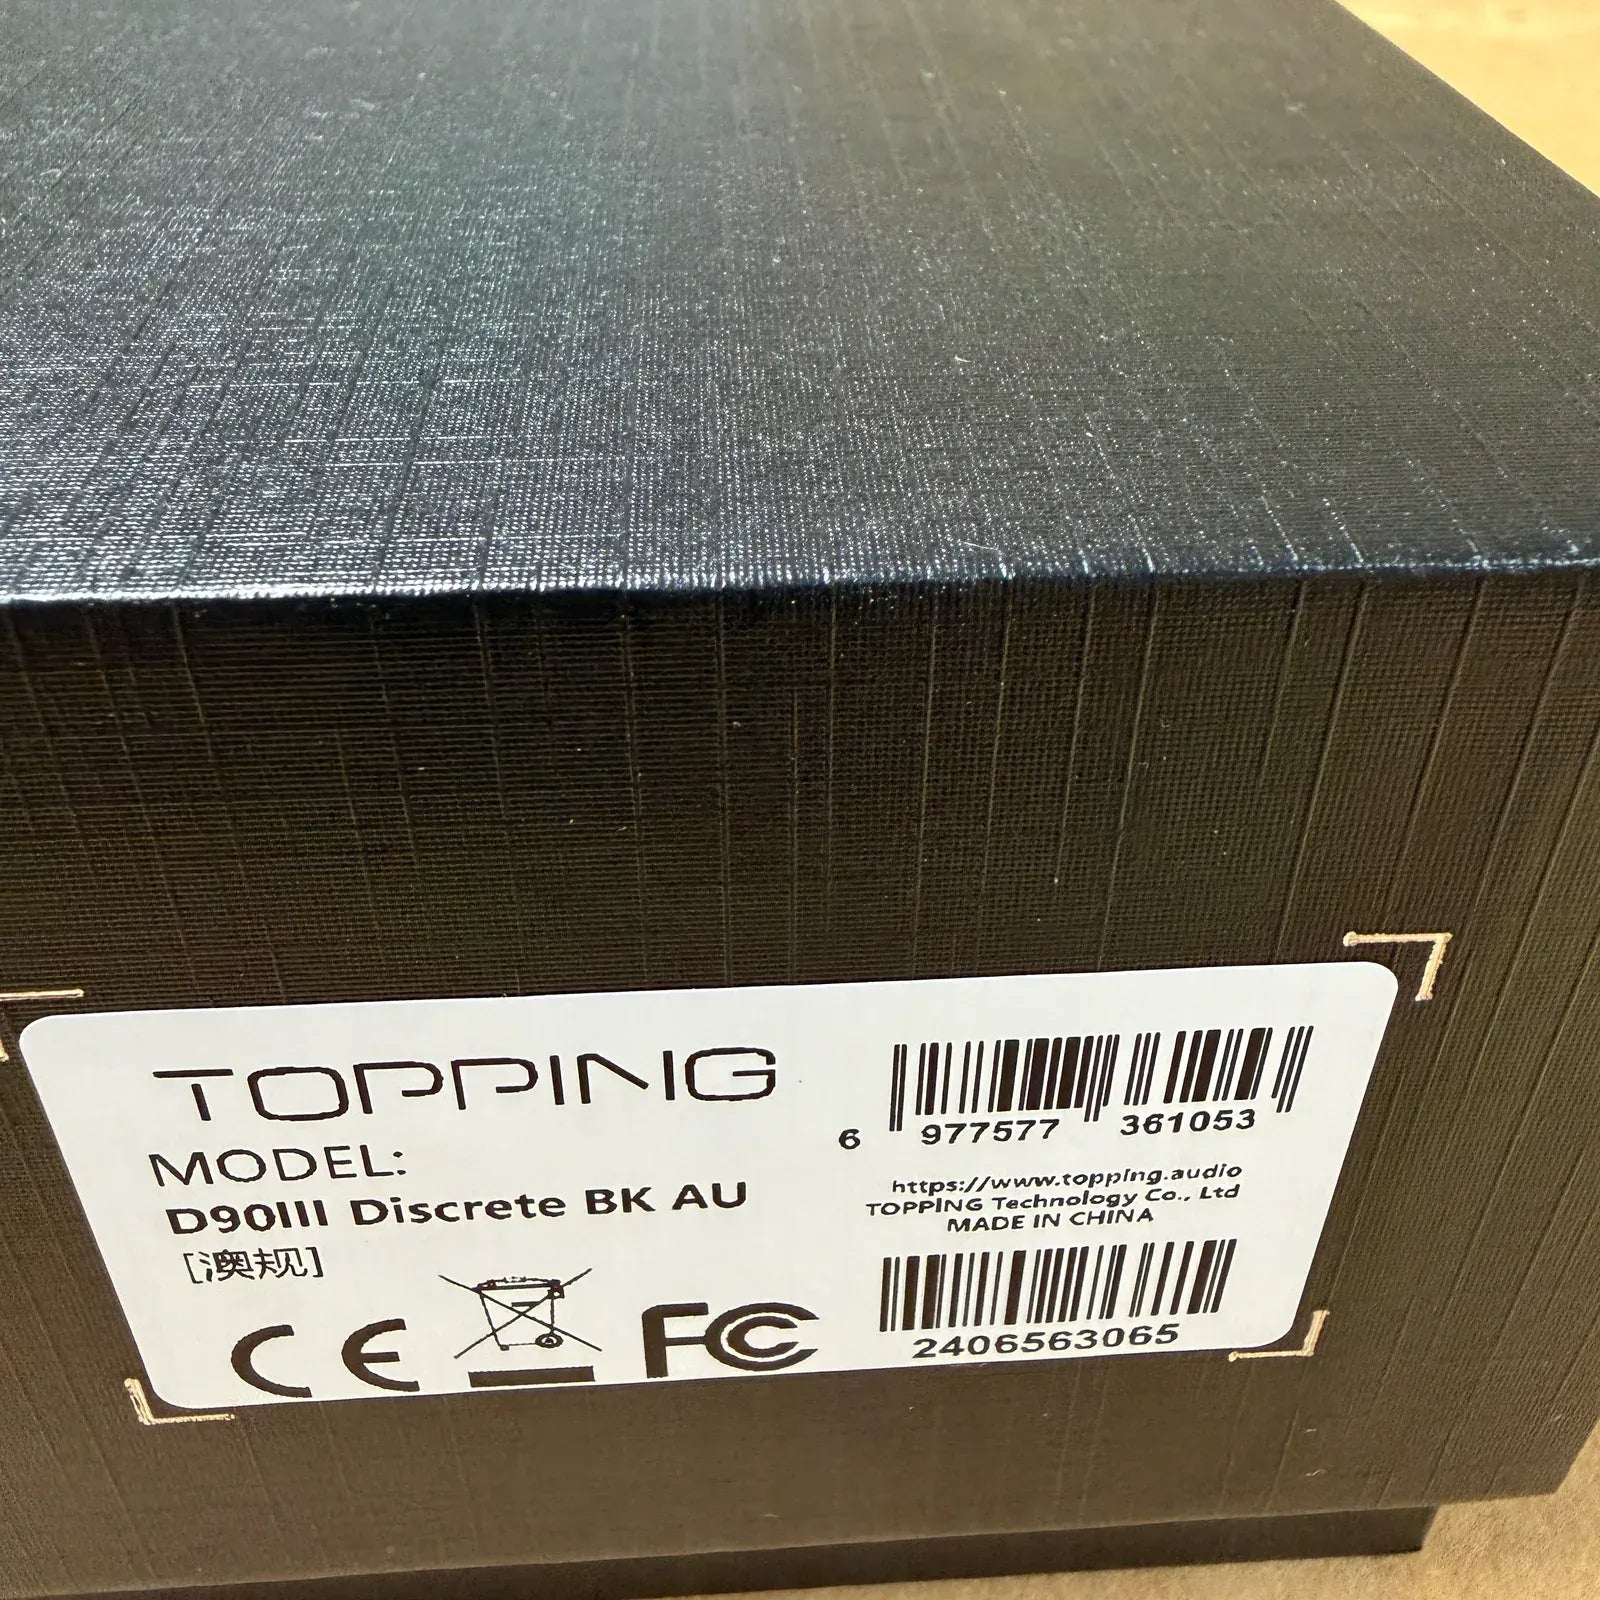 TOPPING
MODEL:
D90III Discrete BK AU
[澳规]
CE
FC
6 977577 361053
https://www.topping.audio
TOPPING Technology Co., Ltd
MADE IN CHINA
2406563065